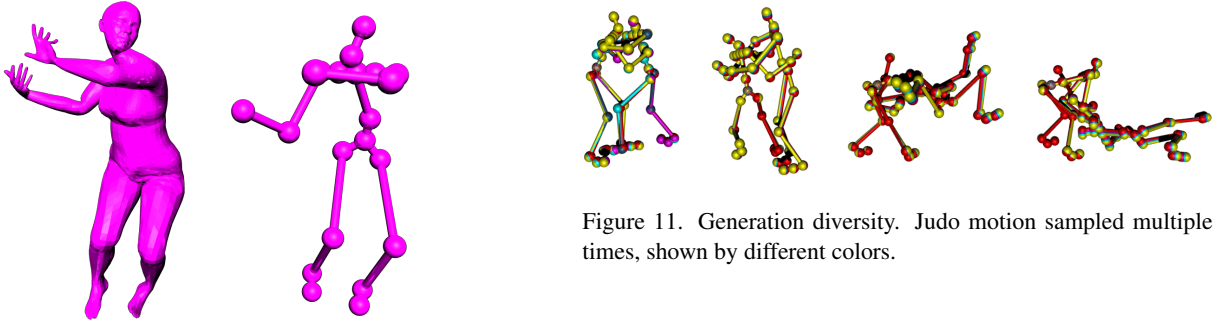 Figure 11. Generation diversity. Judo motion sampled multiple
times, shown by different colors.